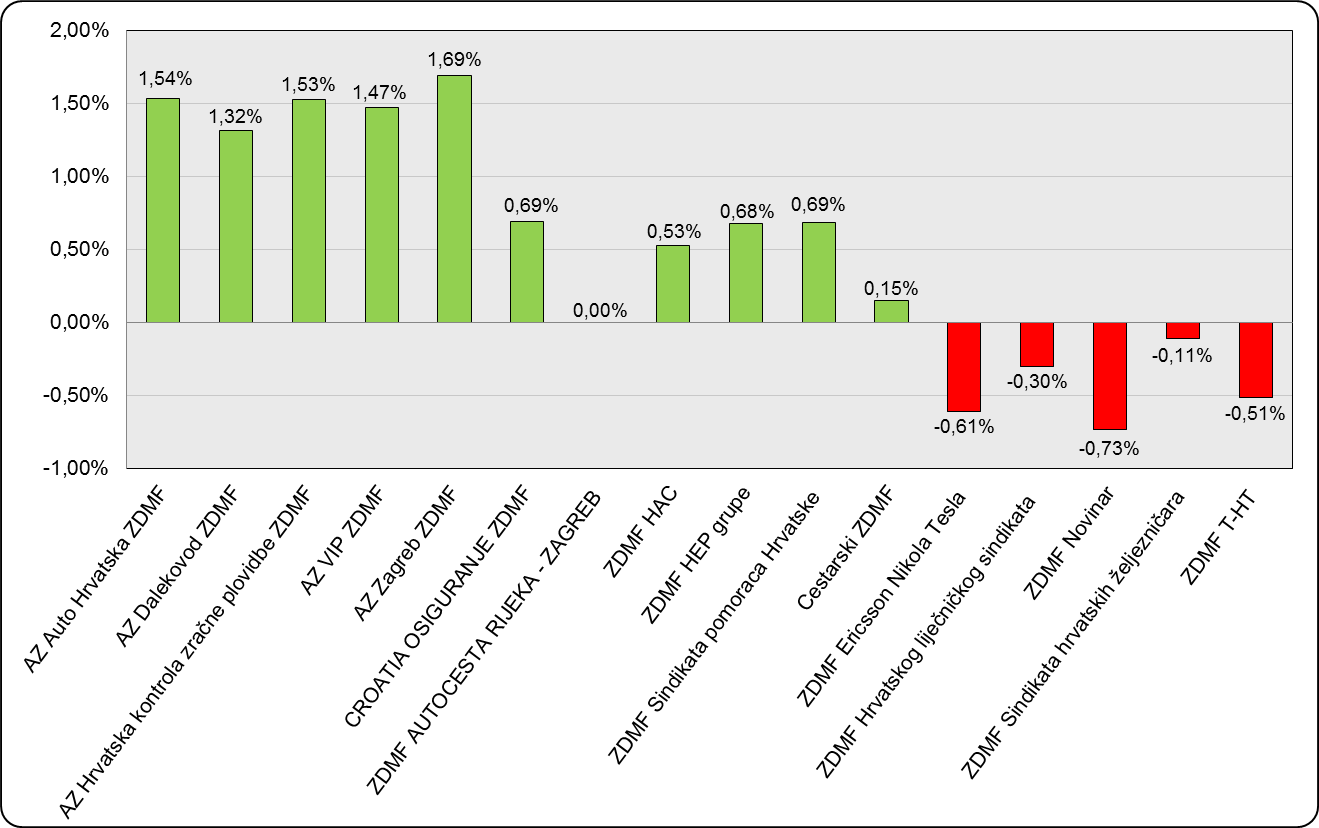 2,00%
1,50%
1,00%
0,50%
0,00%
-0,50%
-1,00%
1,54%
1,32%
1,53%
1,47%
1,69%
0,69%
0,00%
0,53%
0,68%
0,69%
0,15%
-0,61%
-0,30%
-0,73%
-0,11%
-0,51%
AZ Auto Hrvatska ZDMF
AZ Dalekovod ZDMF
AZ Hrvatska kontrola zračne plovidbe ZDMF
AZ VIP ZDMF
AZ Zagreb ZDMF
CROATIA OSIGURANJE ZDMF
ZDMF AUTOCESTA RIJEKA - ZAGREB
ZDMF HAC
ZDMF HEP grupe
ZDMF Sindikata pomoraca Hrvatske
Cestarski ZDMF
ZDMF Ericsson Nikola Tesla
ZDMF Hrvatskog liječničkog sindikata
ZDMF Novinar
ZDMF Sindikata hrvatskih željezničara
ZDMF T-HT